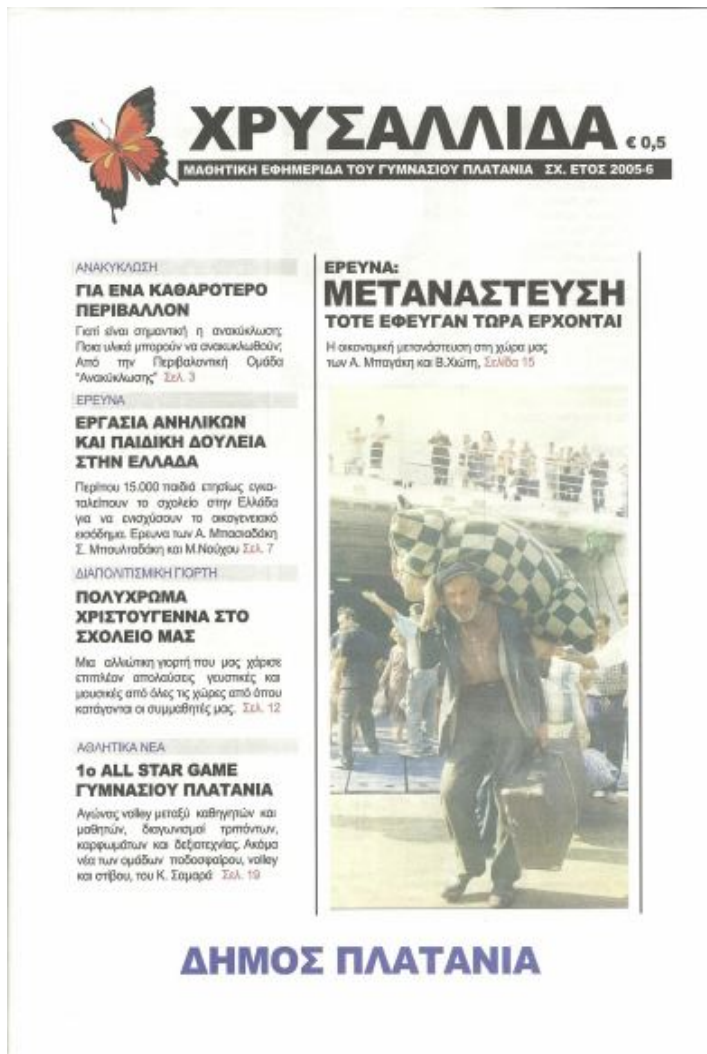 ΧΡΥΣΑΛΛΙΔΑ € 0,5
ΜΑΘΗΤΙΚΗ ΕΦΗΜΕΡΙΔΑ ΤΟΥ ΓΥΜΝΑΣΙΟΥ ΠΛΑΤΑΝΙΑ ΣΧ. ΕΤΟΣ 2005-6
ΑΝΑΚΥΚΛΩΣΗ
ΓΙΑ ΕΝΑ ΚΑΘΑΡΟΤΕΡΟ
ΠΕΡΙΒΑΛΛΟΝ
Γιατί είναι σημαντική η ανακύκλωση;
Ποια υλικά μπορούν να ανακυκλωθούν;
Από την Περιβαλοντική Ομάδα
"Ανακύκλωσης" Σελ. 3
ΕΡΕΥΝΑ
ΕΡΓΑΣΙΑ ΑΝΗΛΙΚΩΝ
ΚΑΙ ΠΑΙΔΙΚΗ ΔΟΥΛΕΙΑ
ΣΤΗΝ ΕΛΛΑΔΑ
Περίπου 15.000 παιδιά ετησίως εγκα-
ταλείπουν το σχολείο στην Ελλάδα
για να ενισχύσουν το οικογενειακό
εισόδημα. Ερευνα των Α. Μπασιαδάκη
Σ. Μπουλταδάκη και Μ.Νούχου Σελ. 7
ΔΙΑΠΟΛΙΤΙΣΜΙΚΗ ΓΙΟΡΤΗ
ΠΟΛΥΧΡΩΜΑ
ΧΡΙΣΤΟΥΓΕΝΝΑ ΣΤΟ
ΣΧΟΛΕΙΟ ΜΑΣ
Μια αλλιώτικη γιορτή που μας χάρισε
επιπλέον απολαύσεις γευστικές και
μουσικές από όλες τις χώρες από όπου
κατάγονται οι συμμαθητές μας. Σελ. 12
ΑΘΛΗΤΙΚΑ ΝΕΑ
1ο ALL STAR GAME
ΓΥΜΝΑΣΙΟΥ ΠΛΑΤΑΝΙΑ
Αγώνας volley μεταξύ καθηγητών και
μαθητών, διαγωνισμοί τριπόντων,
καρφωμάτων και δεξιοτεχνίας. Ακόμα
νέα των ομάδων ποδοσφαίρου, volley
και στίβου, του Κ. Σαμαρά Σελ. 19
ΕΡΕΥΝΑ:
ΜΕΤΑΝΑΣΤΕΥΣΗ
ΤΟΤΕ ΕΦΕΥΓΑΝ ΤΩΡΑ ΕΡΧΟΝΤΑΙ
Η οικονομική μετανάστευση στη χώρα μας
των Α. Μπαγάκη και Β.Χιώτη, Σελίδα 15
ΔΗΜΟΣ ΠΛΑΤΑΝΙΑ